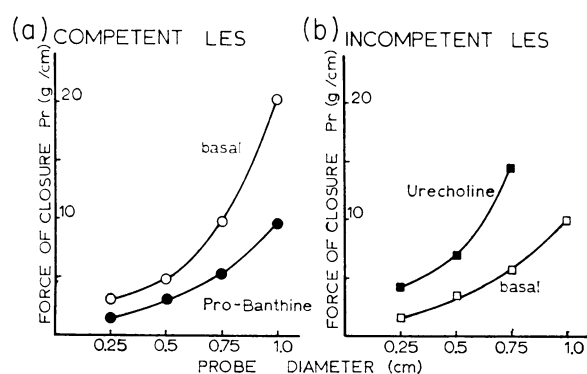 (a) COMPETENT LES
(b) INCOMPETENT LES
FORCE OF CLOSURE Pr (g/cm)
20
10
basal
Pro-Banthine
0.25 0.5 0.75 1.0
FORCE OF CLOSURE Pr (g/cm)
20
10
Urecholine
basal
0.25 0.5 0.75 1.0
PROBE DIAMETER (cm)